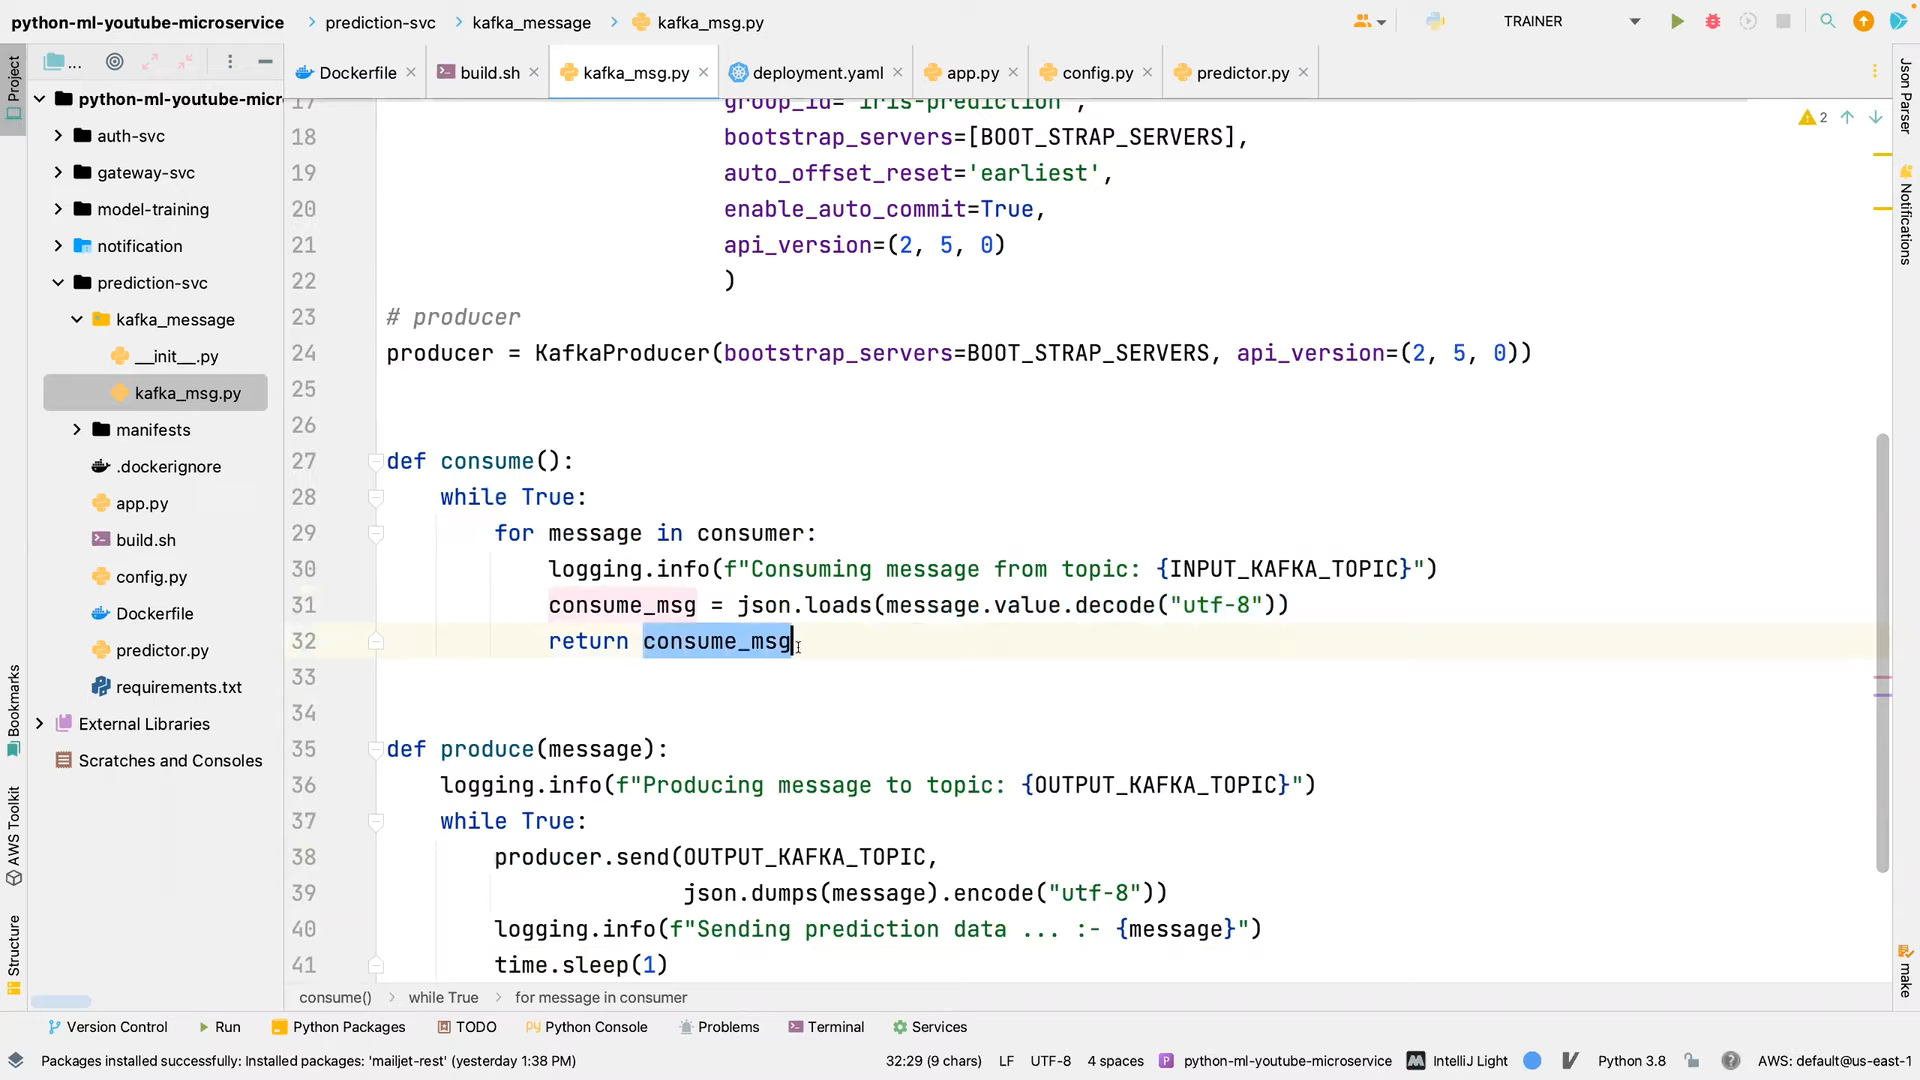 python-ml-youtube-microservice prediction-svc kafka_message kafka_msg.py TRAINER
Project ... Dockerfile build.sh kafka_msg.py deployment.yaml app.py config.py predictor.py
python-ml-youtube-micr
auth-svc
gateway-svc
model-training
notification
prediction-svc
kafka_message
__init__.py
kafka_msg.py
manifests
.dockerignore
app.py
build.sh
config.py
Dockerfile
predictor.py
requirements.txt
External Libraries
Scratches and Consoles
Bookmarks
AWS Toolkit
Structure
17 group_id='iris-prediction',
18 bootstrap_servers=[BOOT_STRAP_SERVERS],
19 auto_offset_reset='earliest',
20 enable_auto_commit=True,
21 api_version=(2, 5, 0)
22 )
23 # producer
24 producer = KafkaProducer(bootstrap_servers=BOOT_STRAP_SERVERS, api_version=(2, 5, 0))
25
26
27 def consume():
28 while True:
29 for message in consumer:
30 logging.info(f"Consuming message from topic: {INPUT_KAFKA_TOPIC}")
31 consume_msg = json.loads(message.value.decode("utf-8"))
32 return consume_msg
33
34
35 def produce(message):
36 logging.info(f"Producing message to topic: {OUTPUT_KAFKA_TOPIC}")
37 while True:
38 producer.send(OUTPUT_KAFKA_TOPIC,
39 json.dumps(message).encode("utf-8"))
40 logging.info(f"Sending prediction data ... :- {message}")
41 time.sleep(1)
2
Json Parser
Notifications
make
consume() while True for message in consumer
Version Control Run Python Packages TODO Python Console Problems Terminal Services
Packages installed successfully: Installed packages: 'mailjet-rest' (yesterday 1:38 PM) 32:29 (9 chars) LF UTF-8 4 spaces python-ml-youtube-microservice IntelliJ Light Python 3.8 AWS: default@us-east-1